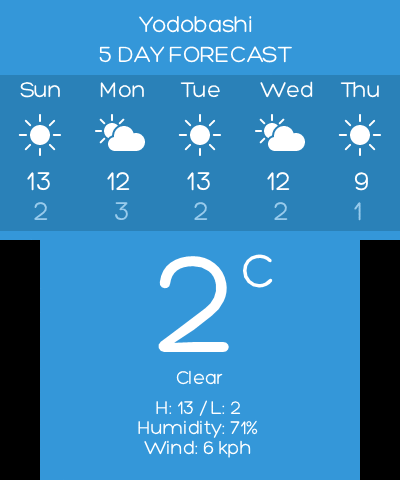 Yodobashi
5 DAY FORECAST
Sun Mon Tue Wed Thu
13 12 13 12 9
2 3 2 2 1
2 C
Clear
H: 13 / L: 2
Humidity: 71%
Wind: 6 kph